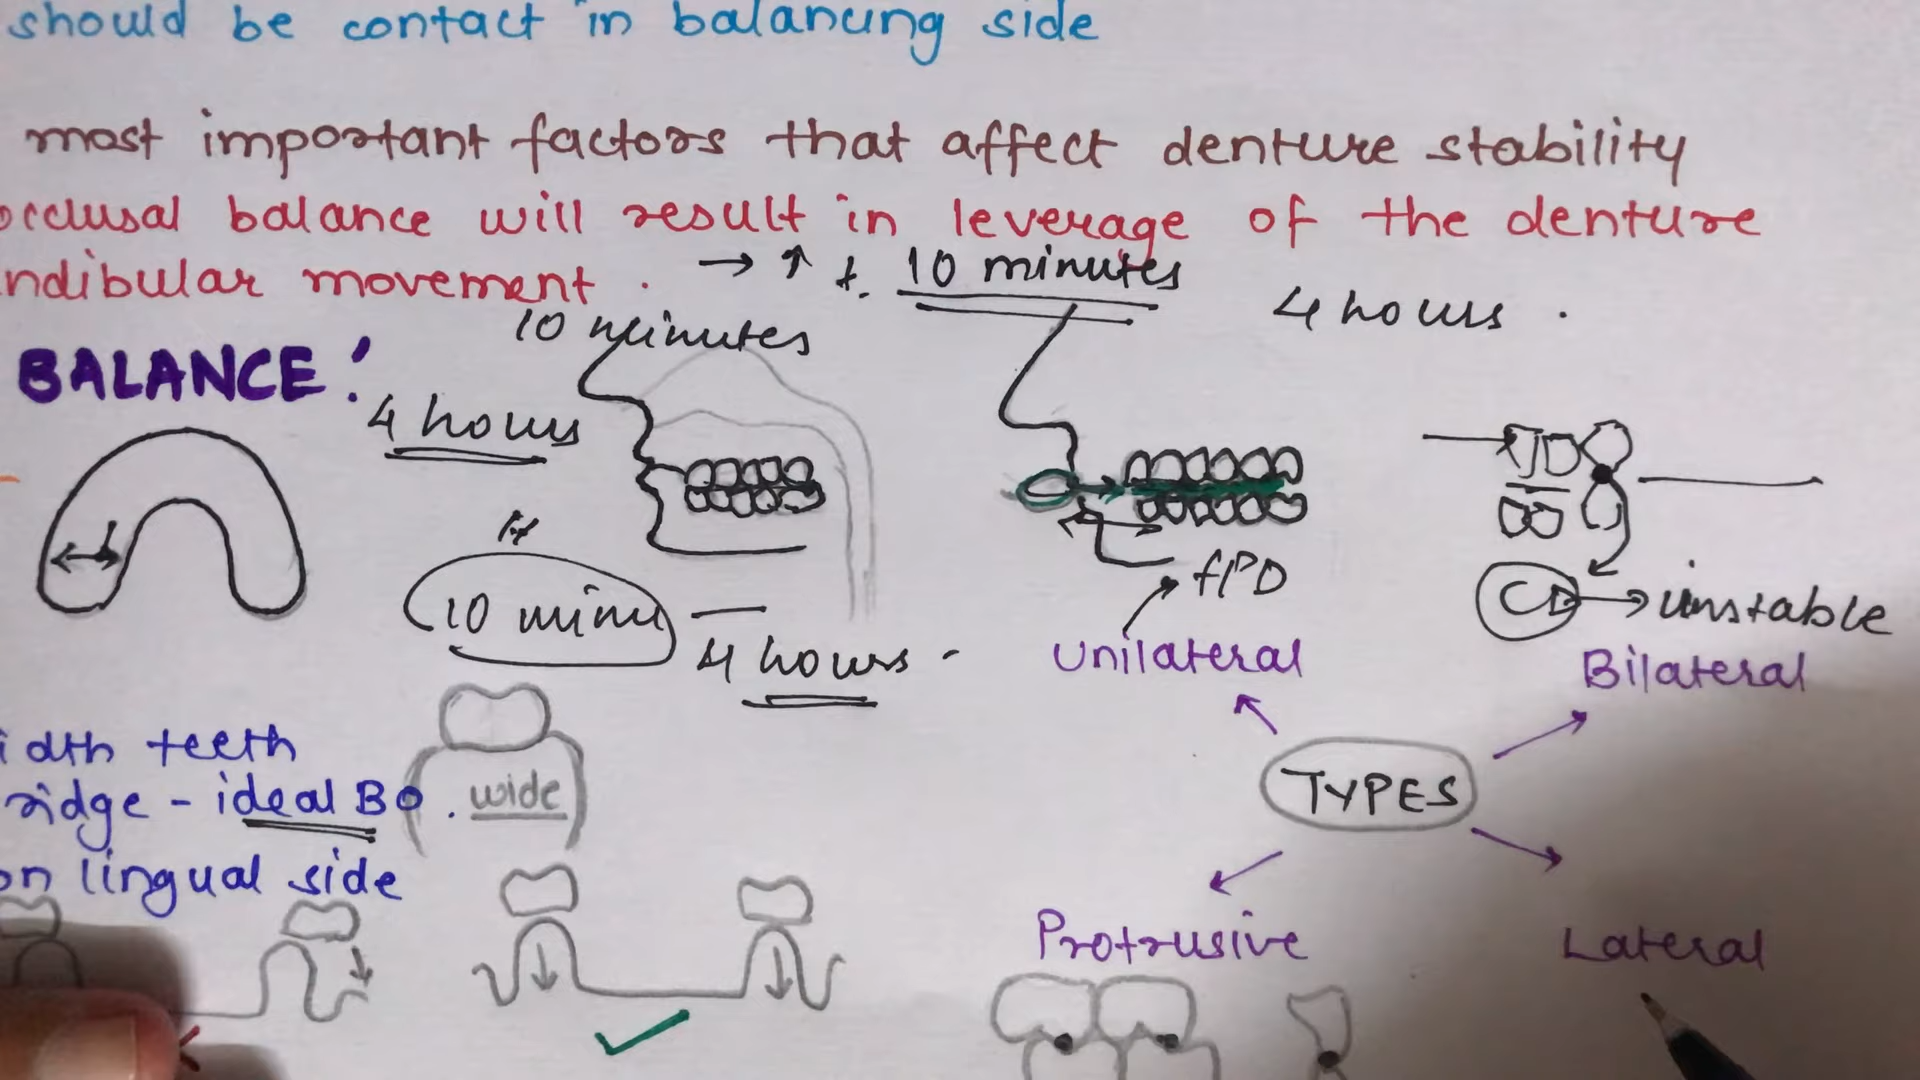 should be contact in balancing side
most important factors that affect denture stability
occlusal balance will result in leverage of the denture
ndibular movement . → ↑ t. 10 minutes
4 hours .
10 minutes
BALANCE!
4 hours
10 minu —
4 hours -
fPD
CD → unstable
Unilateral
Bilateral
TYPES
Protrusive
Lateral
idth teeth
ridge - ideal BO .
wide
on lingual side